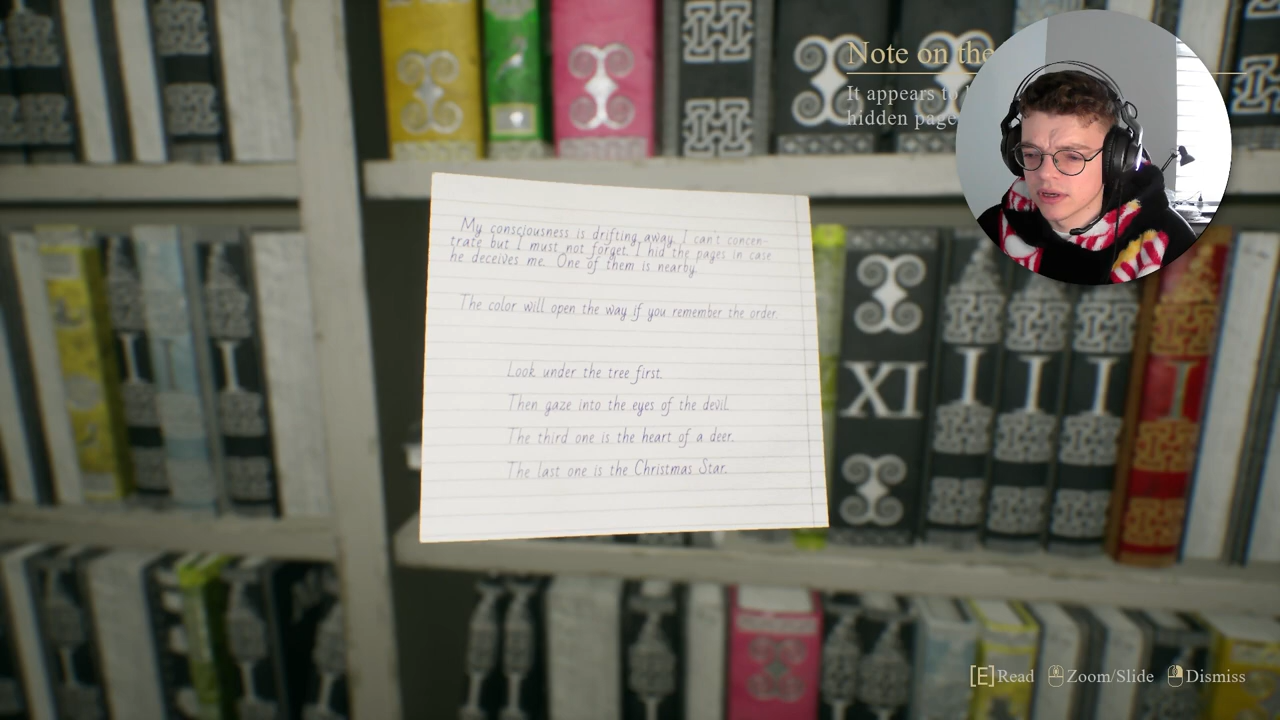 Note on the
It appears to
hidden page
My consciousness is drifting away. I can't concen-
trate but I must not forget. I hid the pages in case
he deceives me. One of them is nearby.
The color will open the way if you remember the order.
Look under the tree first.
Then gaze into the eyes of the devil.
The third one is the heart of a deer.
The last one is the Christmas Star.
XI
I
I
I
I
[E]Read Zoom/Slide Dismiss